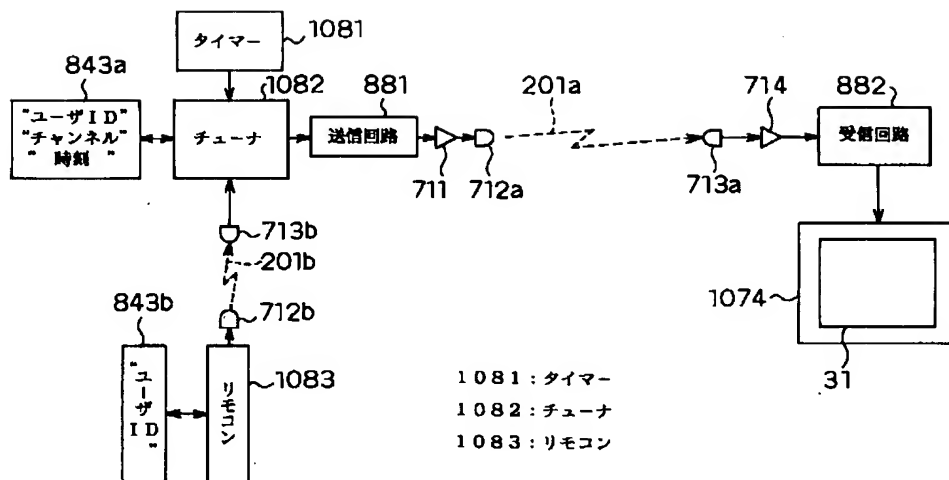 タイマー
1081
843a
1082
881
201a
714
882
"ユーザID"
"チャンネル"
" 時刻 "
チューナ
送信回路
受信回路
711
712a
713a
713b
201b
712b
1074
843b
"ユーザID"
リモコン
1083
31
1081:タイマー
1082:チューナ
1083:リモコン